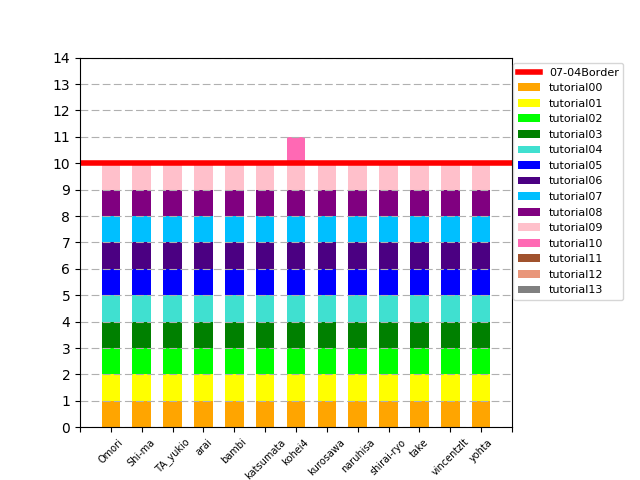 14
13
12
11
10
9
8
7
6
5
4
3
2
1
0
07-04Border
tutorial00
tutorial01
tutorial02
tutorial03
tutorial04
tutorial05
tutorial06
tutorial07
tutorial08
tutorial09
tutorial10
tutorial11
tutorial12
tutorial13
Omori
Shi-ma
TA_yukio
arai
bambi
katsumata
kohei4
kurosawa
naruhisa
shirai-ryo
take
vincentzlt
yohta